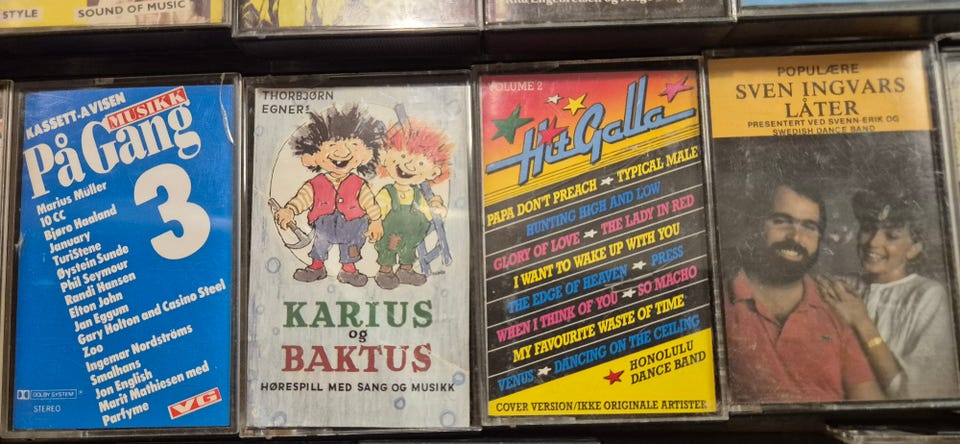 STYLE
SOUND OF MUSIC
KASSETT-AVISEN
MUSIKK
På Gang
3
Marius Müller
10 CC
Bjøro Haaland
January
TuriStene
Øystein Sunde
Phil Seymour
Randi Hansen
Elton John
Jan Eggum
Gary Holton and Casino Steel
Zoo
Ingemar Nordströms
Smalhans
Jon English
Marit Mathiesen med
Parfyme
DOLBY SYSTEM
STEREO
VG
THORBJØRN
EGNERS
KARIUS
og
BAKTUS
HØRESPILL MED SANG OG MUSIKK
VOLUME 2
Hit Galla
PAPA DON'T PREACH ★ TYPICAL MALE
HUNTING HIGH AND LOW
GLORY OF LOVE ★ THE LADY IN RED
I WANT TO WAKE UP WITH YOU
THE EDGE OF HEAVEN ★ PRESS
WHEN I THINK OF YOU ★ SO MACHO
MY FAVOURITE WASTE OF TIME
VENUS ★ DANCING ON THE CEILING
★ HONOLULU
DANCE BAND
COVER VERSION/IKKE ORIGINALE ARTISTER
POPULÆRE
SVEN INGVARS
LÅTER
PRESENTERT VED SVENN-ERIK OG
SWEDISH DANCE BAND